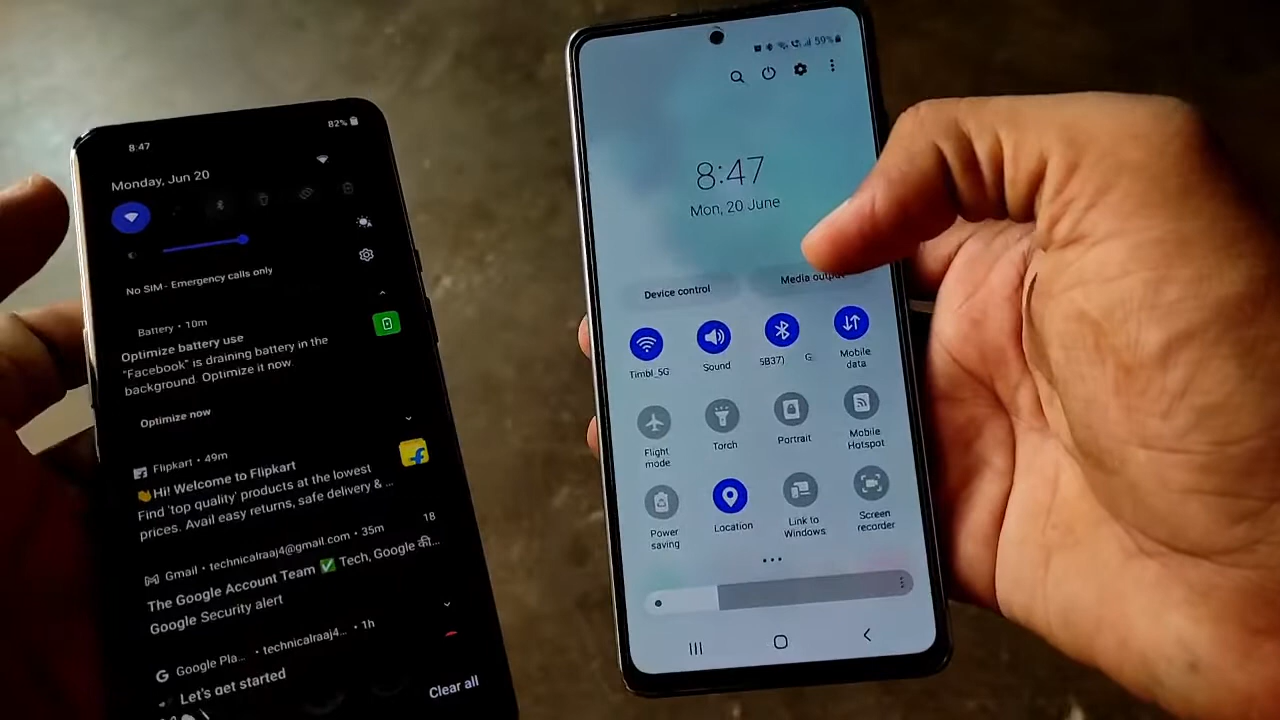 8:47
82%
Monday, Jun 20
No SIM - Emergency calls only
Battery • 10m
Optimize battery use
"Facebook" is draining battery in the
background. Optimize it now.
Optimize now
Flipkart • 49m
👋Hi! Welcome to Flipkart
Find 'top quality' products at the lowest
prices. Avail easy returns, safe delivery & ...
Gmail • technicalraaj4@gmail.com • 35m
18
The Google Account Team ✅ Tech, Google की...
Google Security alert
Google Pla... • technicalraaj4... • 1h
Let's get started
Clear all
59%
8:47
Mon, 20 June
Device control
Media output
Timbl_5G
Sound
5B37) G
Mobile
data
Flight
mode
Torch
Portrait
Mobile
Hotspot
Power
saving
Location
Link to
Windows
Screen
recorder